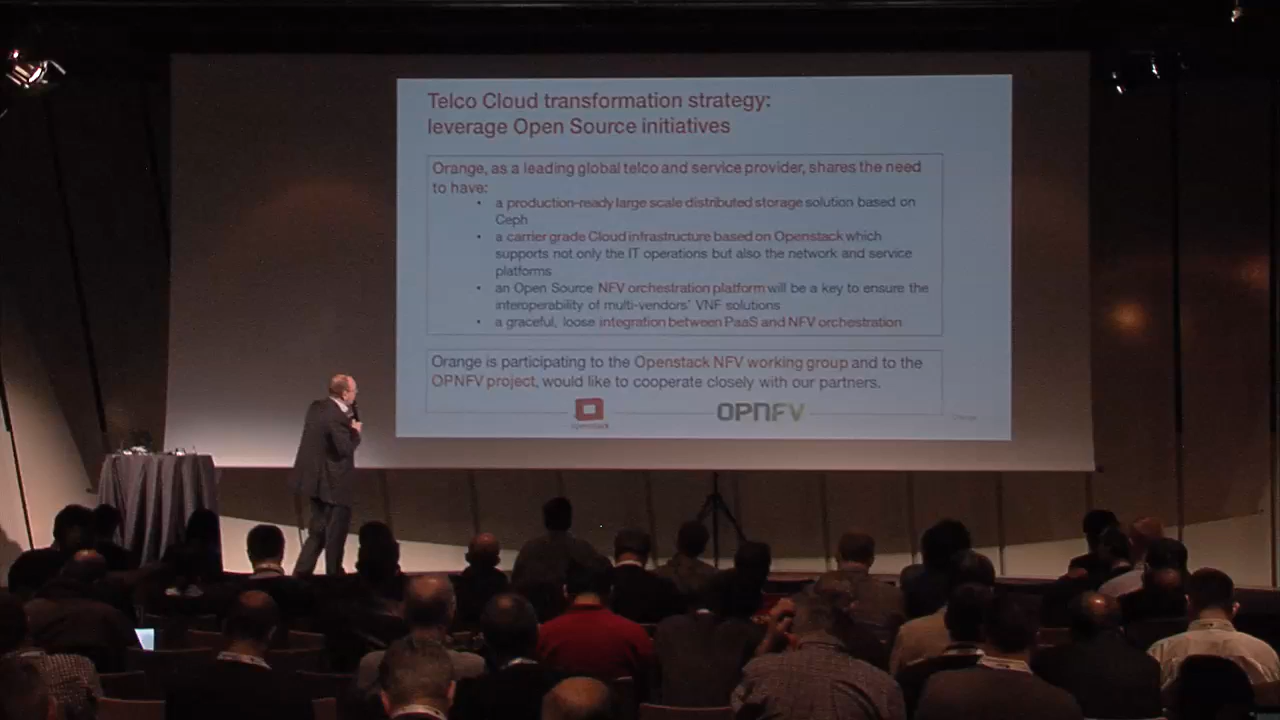 Telco Cloud transformation strategy:
leverage Open Source initiatives
Orange, as a leading global telco and service provider, shares the need
to have:
• a production-ready large scale distributed storage solution based on
Ceph
• a carrier grade Cloud infrastructure based on Openstack which
supports not only the IT operations but also the network and service
platforms
• an Open Source NFV orchestration platform will be a key to ensure the
interoperability of multi-vendors' VNF solutions
• a graceful, loose integration between PaaS and NFV orchestration
Orange is participating to the Openstack NFV working group and to the
OPNFV project, would like to cooperate closely with our partners.
openstack
OPNFV